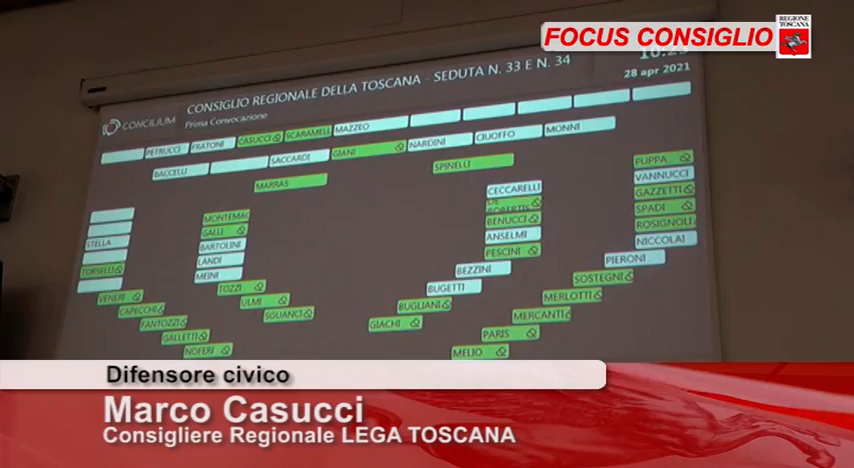 FOCUS CONSIGLIO
REGIONE
TOSCANA
28 apr 2021
CONCILIUM
CONSIGLIO REGIONALE DELLA TOSCANA - SEDUTA N. 33 E N. 34
Prima Convocazione
PETRUCCI FRATONI CASUCCI SCARAMELL MAZZEO
BACCELLI SACCARDI GIANI NARDINI CIUOFFO MONNI
MARRAS SPINELLI PUPPA
CECCARELLI VANNUCCI
MONTEMAG DE ROBERTIS GAZZETTI
GALLI BENUCCI SPADI
STELLA BARTOLINI ANSELMI ROSIGNOLI
LANDI PESCINI NICCOLAI
TORSELLI MEINI BEZZINI PIERONI
VENERI TOZZI BUGETTI SOSTEGNI
CAPECCHI ULMI BUGLIANI MERLOTTI
FANTOZZI SGUANCI GIACHI MERCANTI
GALLETTI PARIS
NOFERI MELIO
Difensore civico
Marco Casucci
Consigliere Regionale LEGA TOSCANA